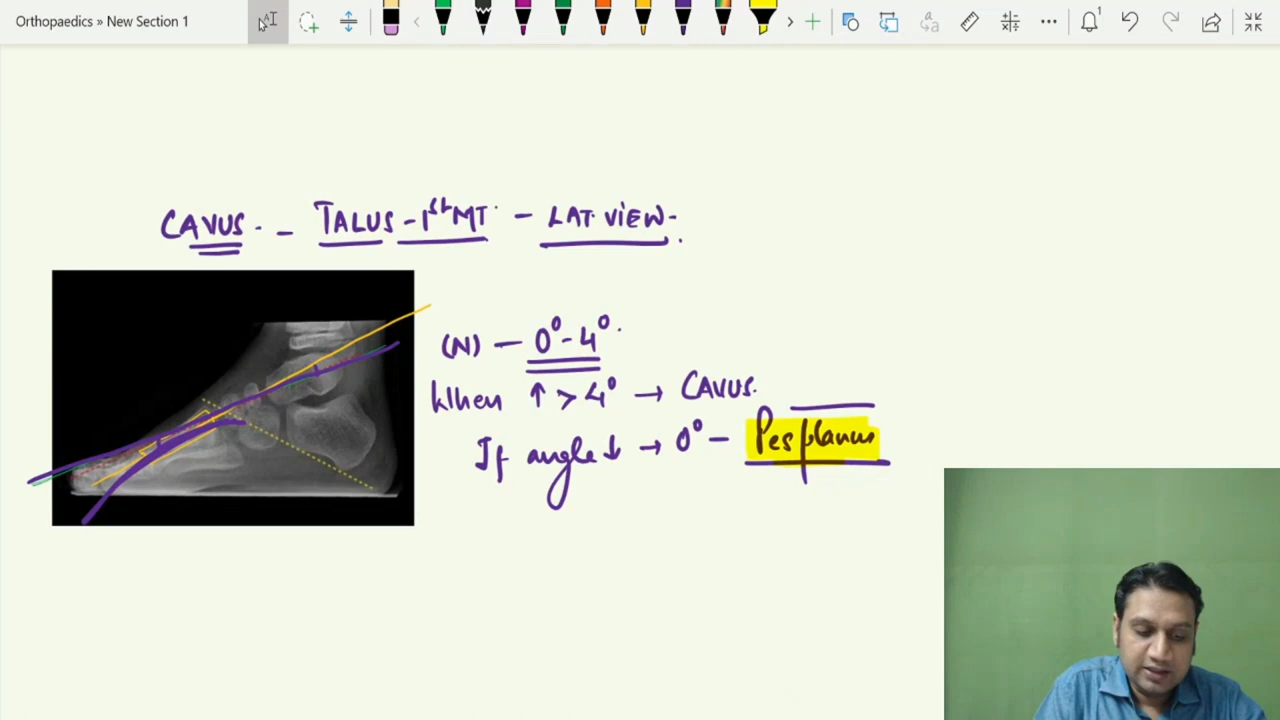 Orthopaedics » New Section 1
CAVUS. - TALUS - 1st MT. - LAT. VIEW -.
(N) - 0° - 4°.
When ↑ > 4° → CAVUS.
If angle ↓ → 0° - Pes planus